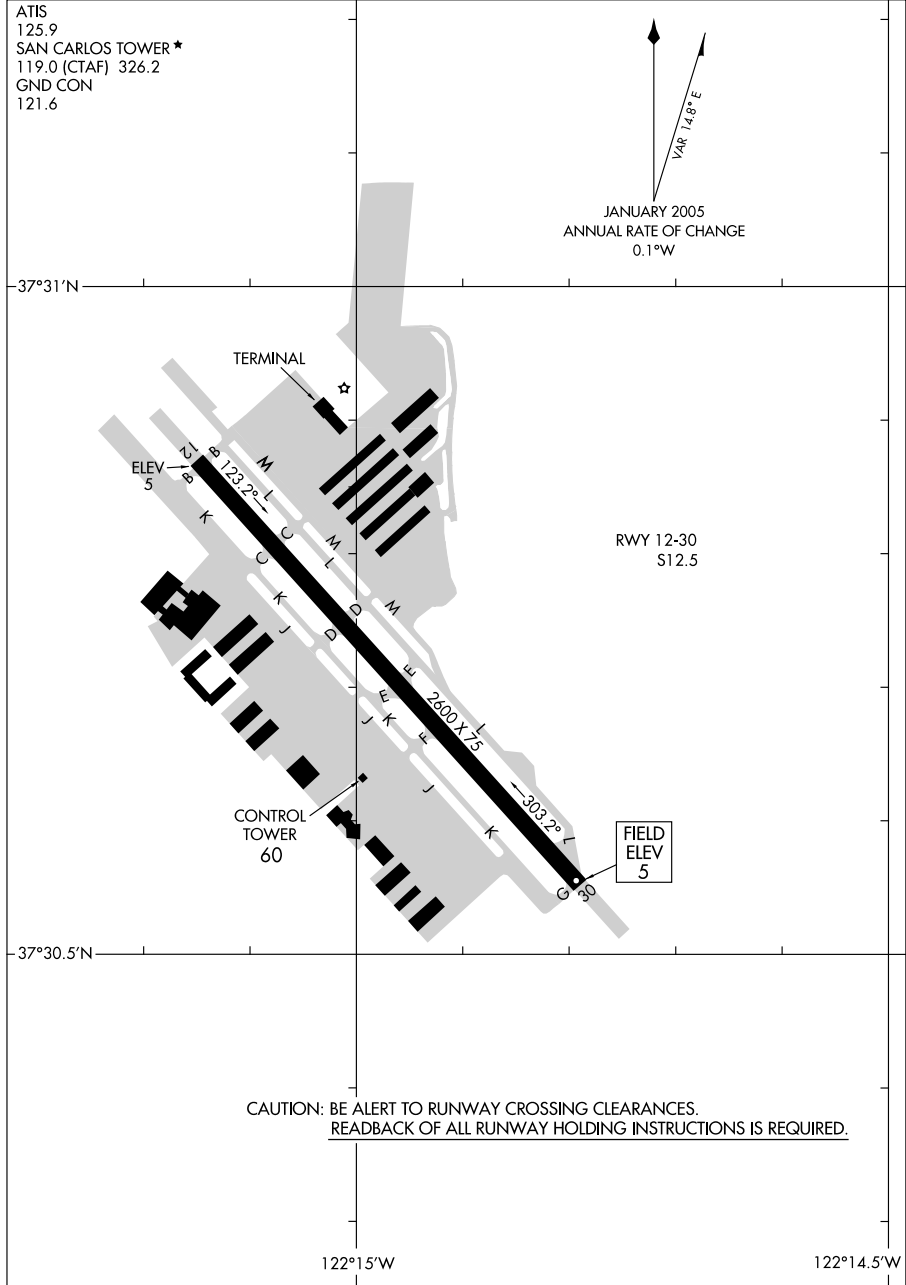 ATIS
125.9
SAN CARLOS TOWER ★
119.0 (CTAF) 326.2
GND CON
121.6
VAR 14.8° E
JANUARY 2005
ANNUAL RATE OF CHANGE
0.1°W
37°31'N
TERMINAL
ELEV
5
12
B
B
123.2°
M
L
K
C
C
M
L
RWY 12-30
S12.5
K
J
D
D
M
E
E
J
K
F
2600 X 75
L
J
K
303.2°
L
CONTROL
TOWER
60
FIELD
ELEV
5
G
30
37°30.5'N
CAUTION: BE ALERT TO RUNWAY CROSSING CLEARANCES.
READBACK OF ALL RUNWAY HOLDING INSTRUCTIONS IS REQUIRED.
122°15'W
122°14.5'W